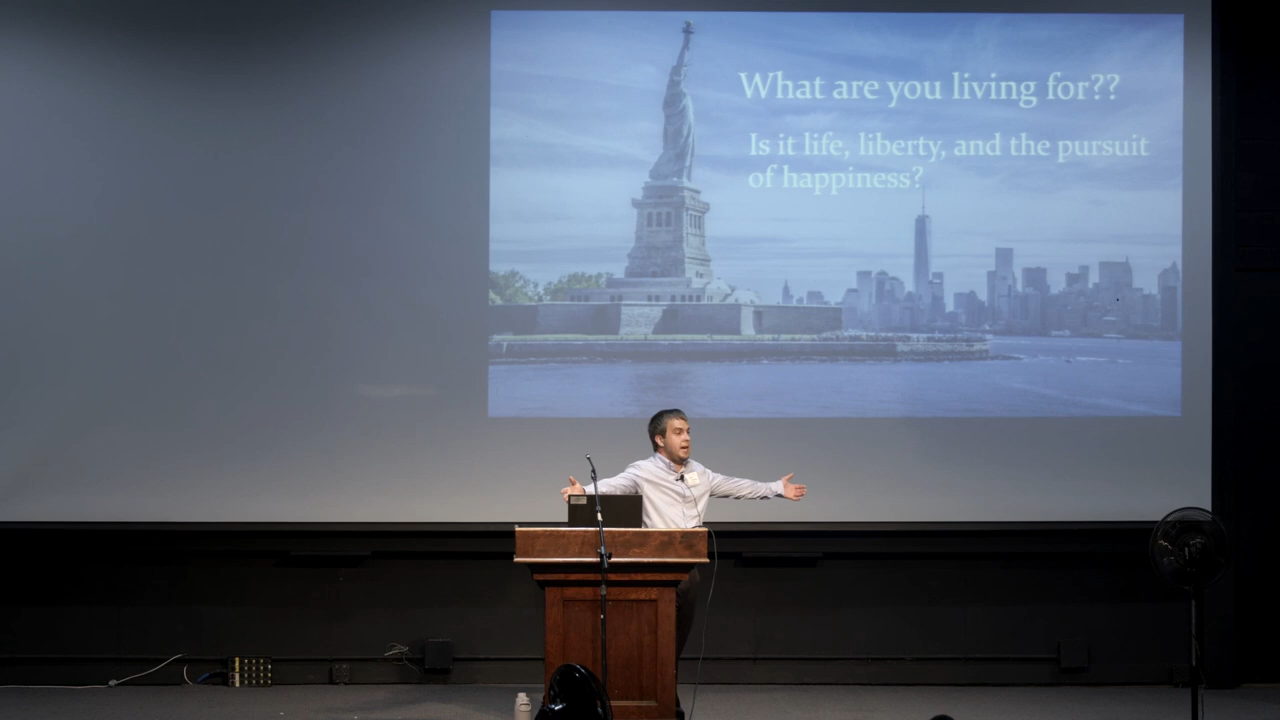 What are you living for??
Is it life, liberty, and the pursuit
of happiness?